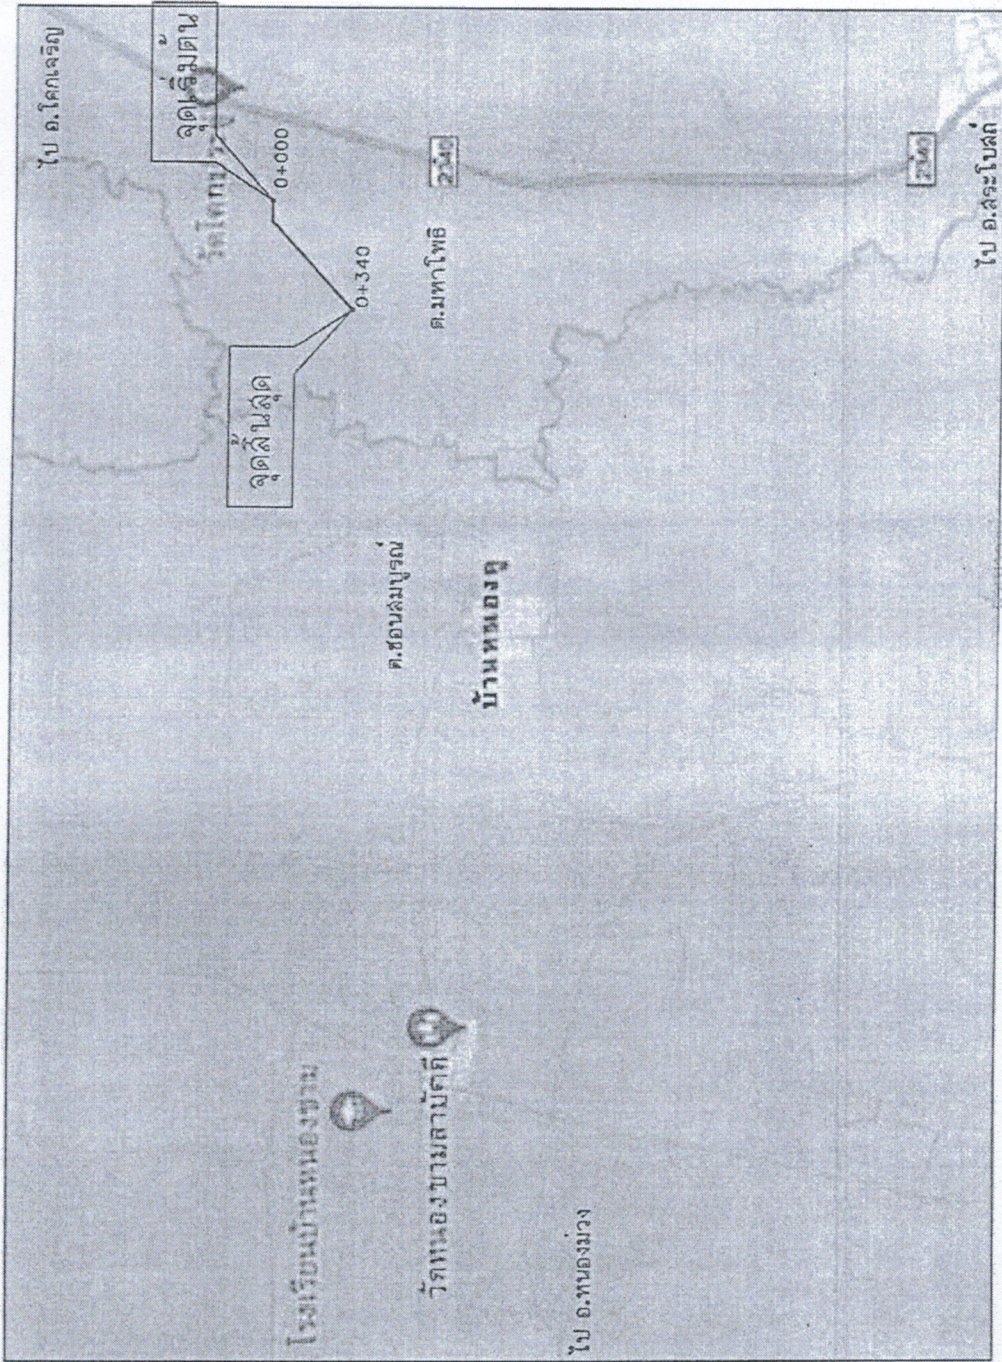 ไป อ.โคกเจริญ
จุดเริ่มต้น
0+000
0+340
จุดสิ้นสุด
2340
ต.มหาโพธิ
2340
ไป อ.สระโบสถ์
ต.ซอนสมบูรณ์
บ้านหนองคู
โรงเรียนบ้านหนองขาม
วัดหนองขามสามัคคี
ไป อ.หนองม่วง